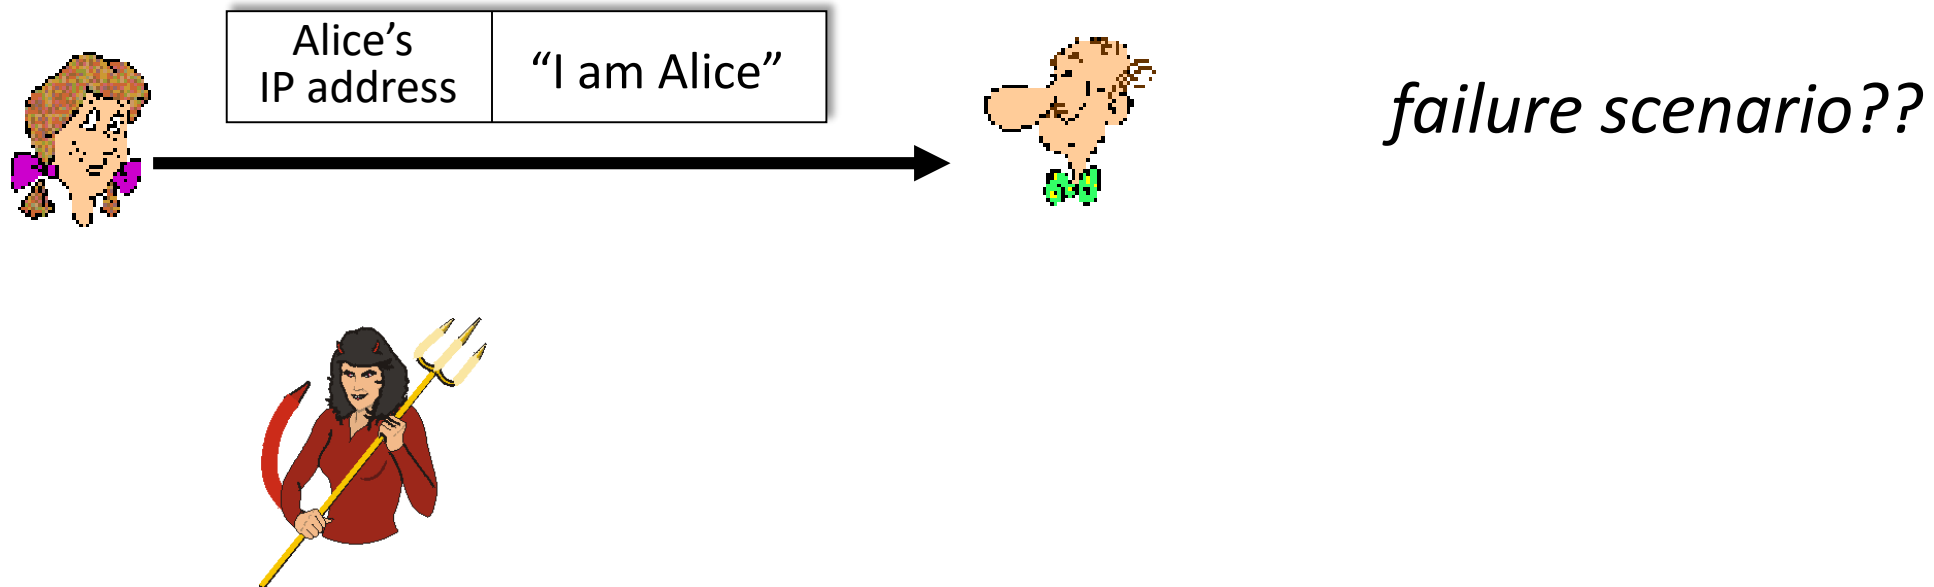 Alice’s
IP address
“I am Alice”
failure scenario??